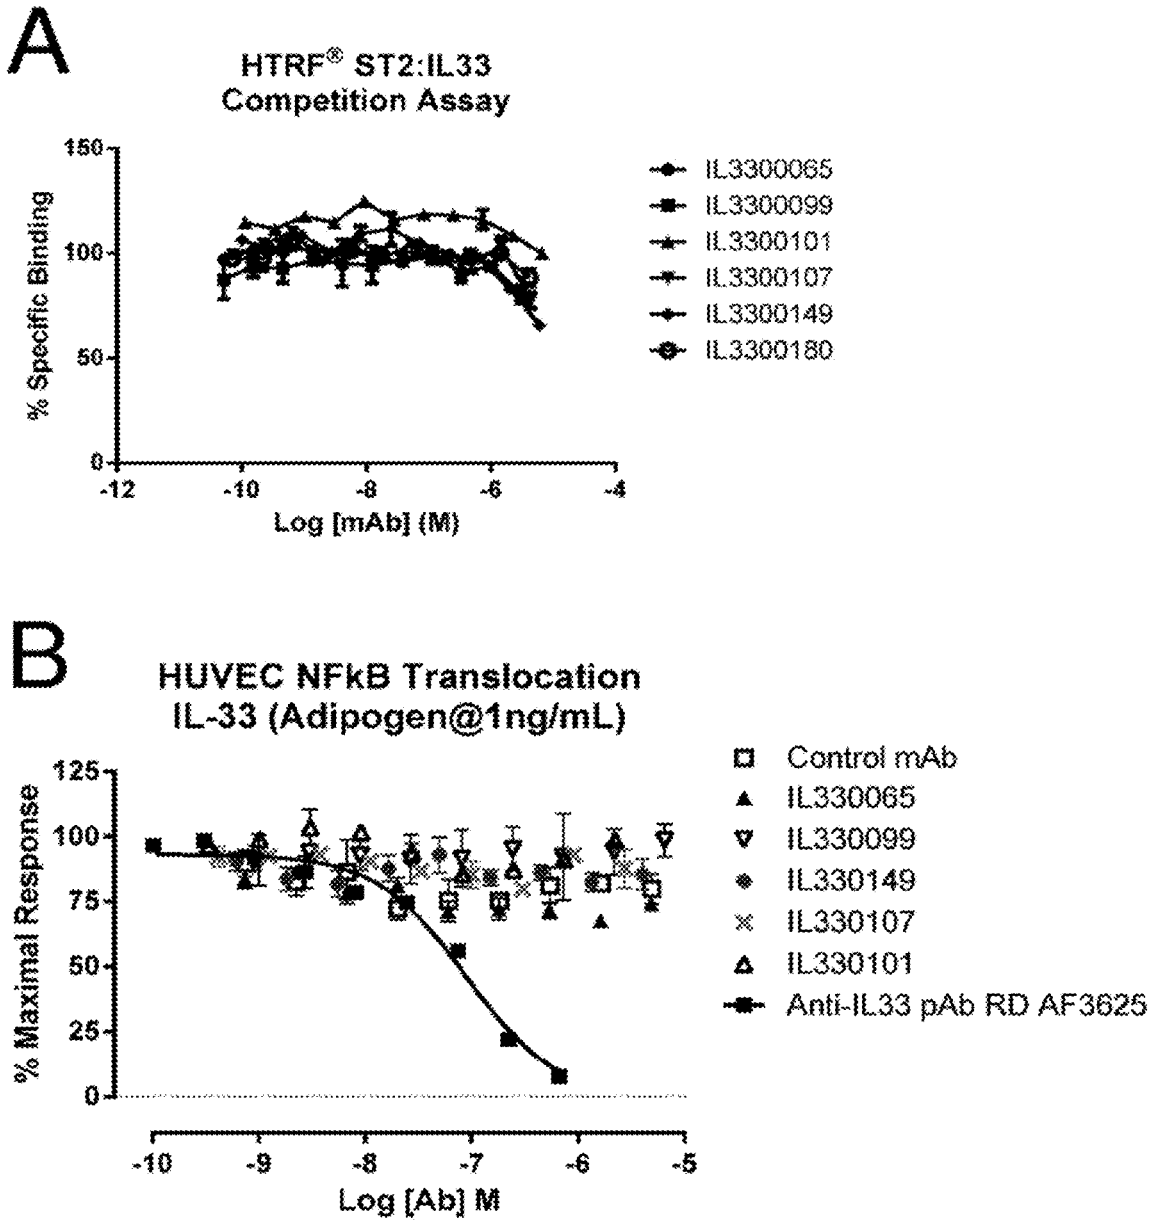 A
HTRF® ST2:IL33
Competition Assay
% Specific Binding
150
100
50
0
-12
-10
-8
-6
-4
Log [mAb] (M)
IL3300065
IL3300099
IL3300101
IL3300107
IL3300149
IL3300180
B
HUVEC NFkB Translocation
IL-33 (Adipogen@1ng/mL)
% Maximal Response
125
100
75
50
25
0
-10
-9
-8
-7
-6
-5
Log [Ab] M
Control mAb
IL330065
IL330099
IL330149
IL330107
IL330101
Anti-IL33 pAb RD AF3625